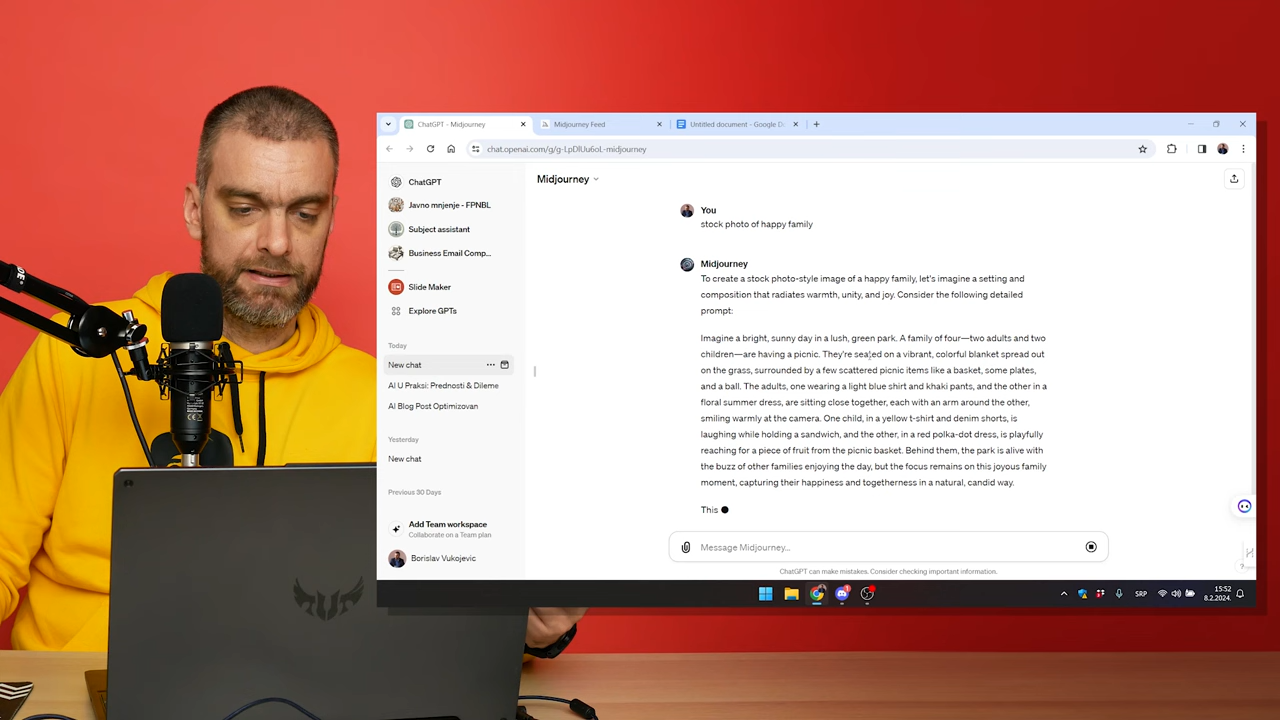 ChatGPT - Midjourney
Midjourney Feed
Untitled document - Google D
chat.openai.com/g/g-LpDlUu6oL-midjourney
ChatGPT
Javno mnjenje - FPNBL
Subject assistant
Business Email Comp...
Slide Maker
Explore GPTs
Today
New chat
AI U Praksi: Prednosti & Dileme
AI Blog Post Optimizovan
Yesterday
New chat
Previous 30 Days
Add Team workspace
Collaborate on a Team plan
Borislav Vukojevic
Midjourney
You
stock photo of happy family
Midjourney
To create a stock photo-style image of a happy family, let's imagine a setting and
composition that radiates warmth, unity, and joy. Consider the following detailed
prompt:
Imagine a bright, sunny day in a lush, green park. A family of four—two adults and two
children—are having a picnic. They're seated on a vibrant, colorful blanket spread out
on the grass, surrounded by a few scattered picnic items like a basket, some plates,
and a ball. The adults, one wearing a light blue shirt and khaki pants, and the other in a
floral summer dress, are sitting close together, each with an arm around the other,
smiling warmly at the camera. One child, in a yellow t-shirt and denim shorts, is
laughing while holding a sandwich, and the other, in a red polka-dot dress, is playfully
reaching for a piece of fruit from the picnic basket. Behind them, the park is alive with
the buzz of other families enjoying the day, but the focus remains on this joyous family
moment, capturing their happiness and togetherness in a natural, candid way.
This
Message Midjourney...
ChatGPT can make mistakes. Consider checking important information.
SRP
15:52
8.2.2024.